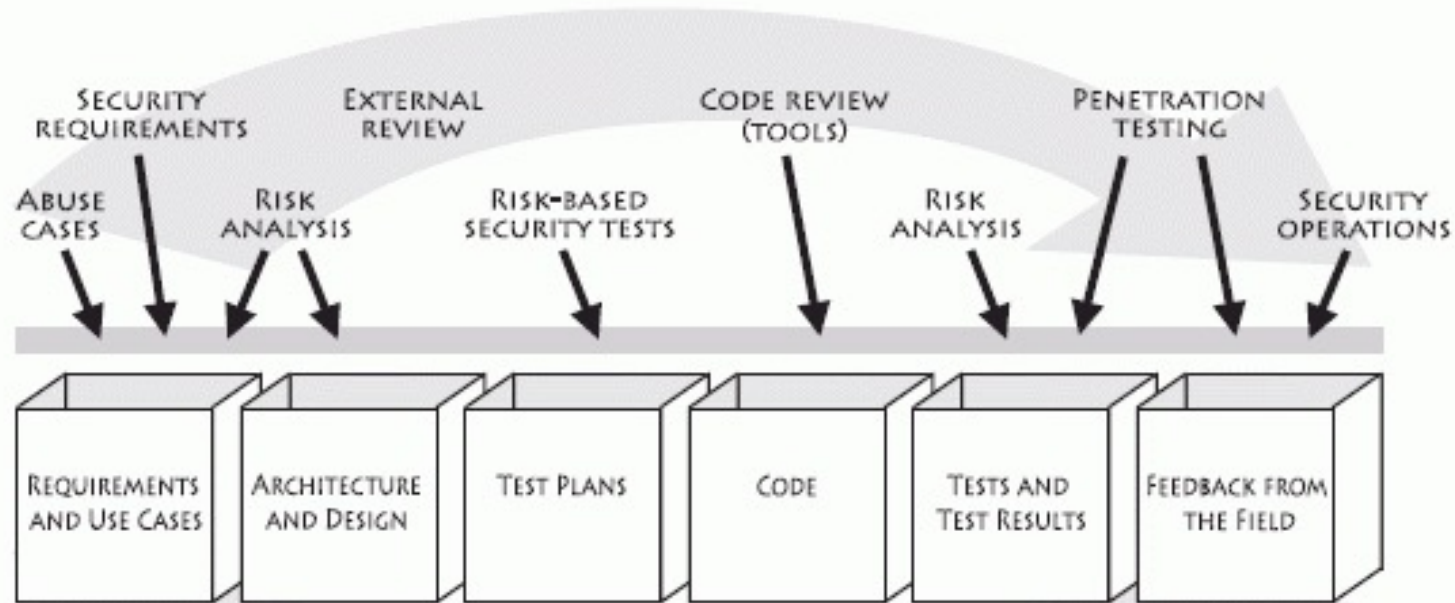 SECURITY
REQUIREMENTS
EXTERNAL
REVIEW
CODE REVIEW
(TOOLS)
PENETRATION
TESTING
ABUSE
CASES
RISK
ANALYSIS
RISK-BASED
SECURITY TESTS
RISK
ANALYSIS
SECURITY
OPERATIONS
REQUIREMENTS
AND USE CASES
ARCHITECTURE
AND DESIGN
TEST PLANS
CODE
TESTS AND
TEST RESULTS
FEEDBACK FROM
THE FIELD